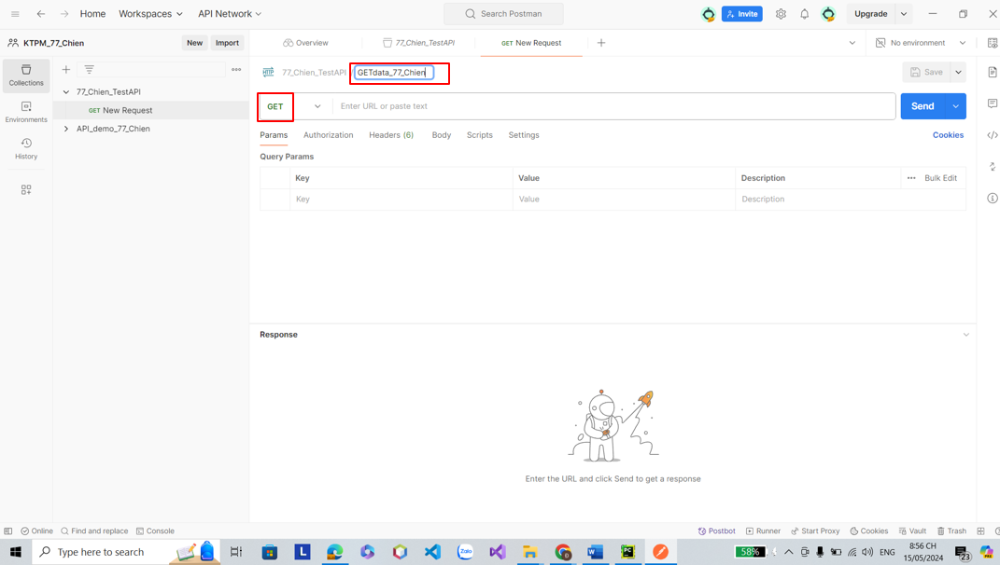 Home
Workspaces
API Network
Search Postman
Invite
Upgrade
KTPM_77_Chien
New
Import
Overview
77_Chien_TestAPI
GET New Request
No environment
Collections
Environments
History
77_Chien_TestAPI
GET New Request
API_demo_77_Chien
HTTP
77_Chien_TestAPI
GETdata_77_Chien
Save
GET
Enter URL or paste text
Send
Params
Authorization
Headers (6)
Body
Scripts
Settings
Cookies
Query Params
Key
Value
Description
Bulk Edit
Key
Value
Description
Response
Enter the URL and click Send to get a response
Online
Find and replace
Console
Postbot
Runner
Start Proxy
Cookies
Vault
Trash
Type here to search
L
Zalo
W
PC
58%
ENG
8:56 CH
15/05/2024
23
PRE